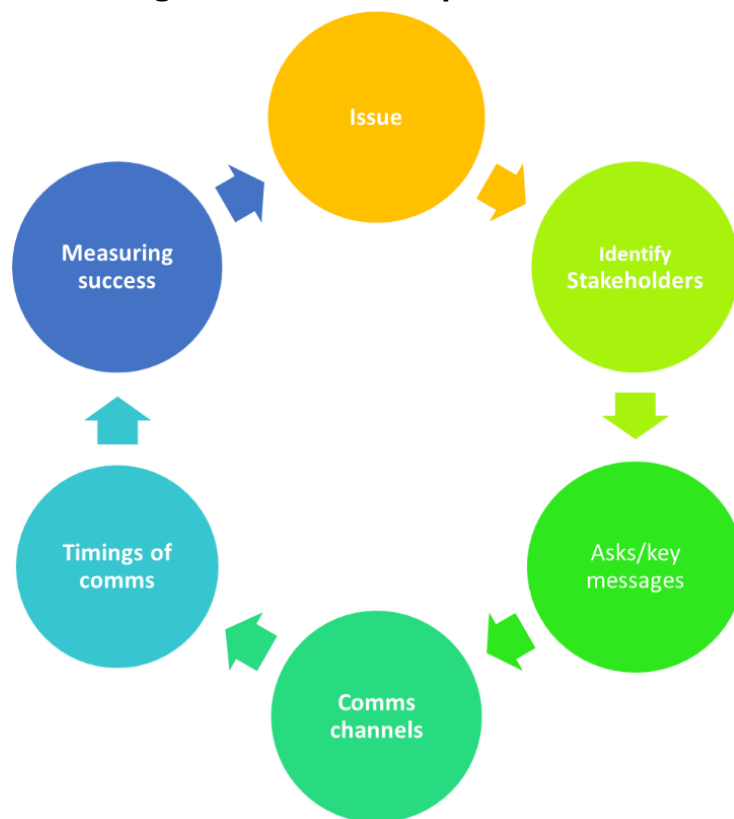 Issue
Identify
Stakeholders
Asks/key
messages
Comms
channels
Timings of
comms
Measuring
success